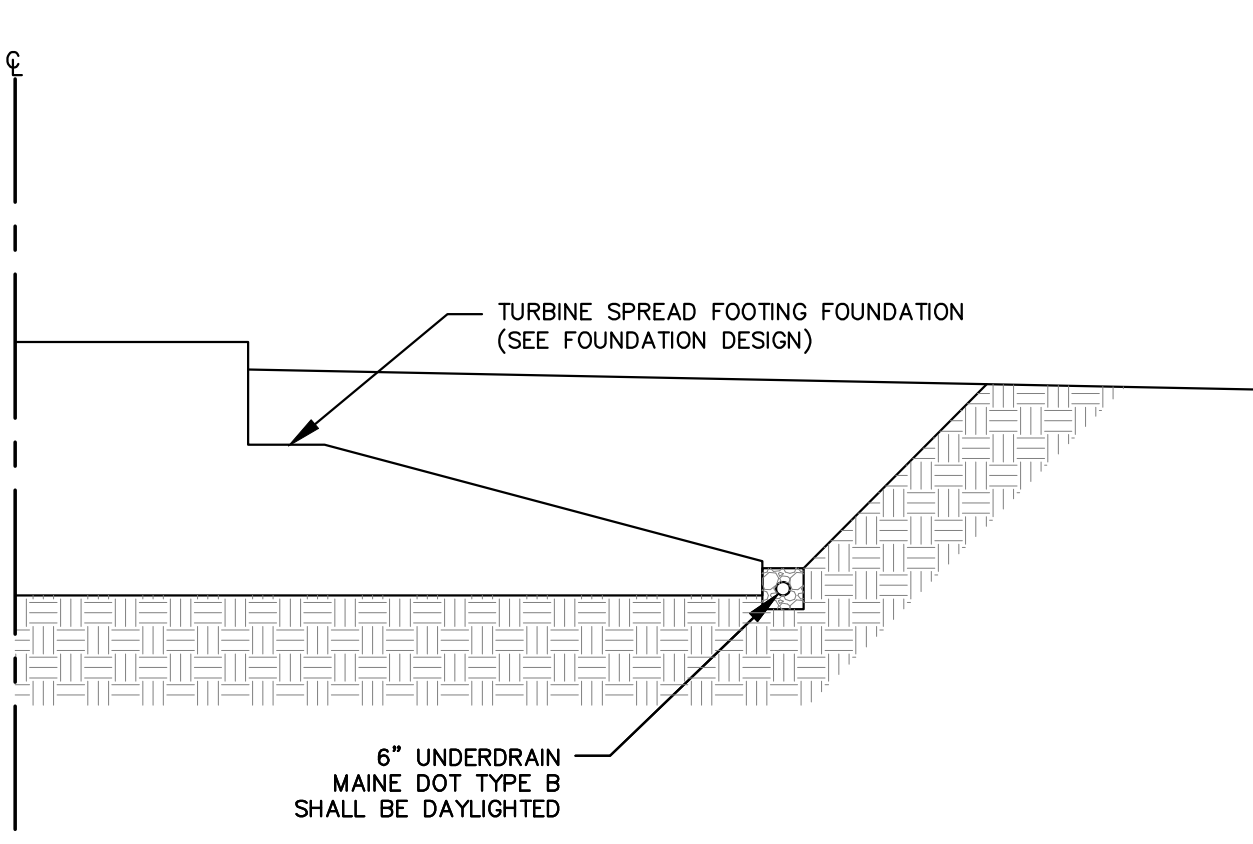 ℄
TURBINE SPREAD FOOTING FOUNDATION
(SEE FOUNDATION DESIGN)
6" UNDERDRAIN
MAINE DOT TYPE B
SHALL BE DAYLIGHTED